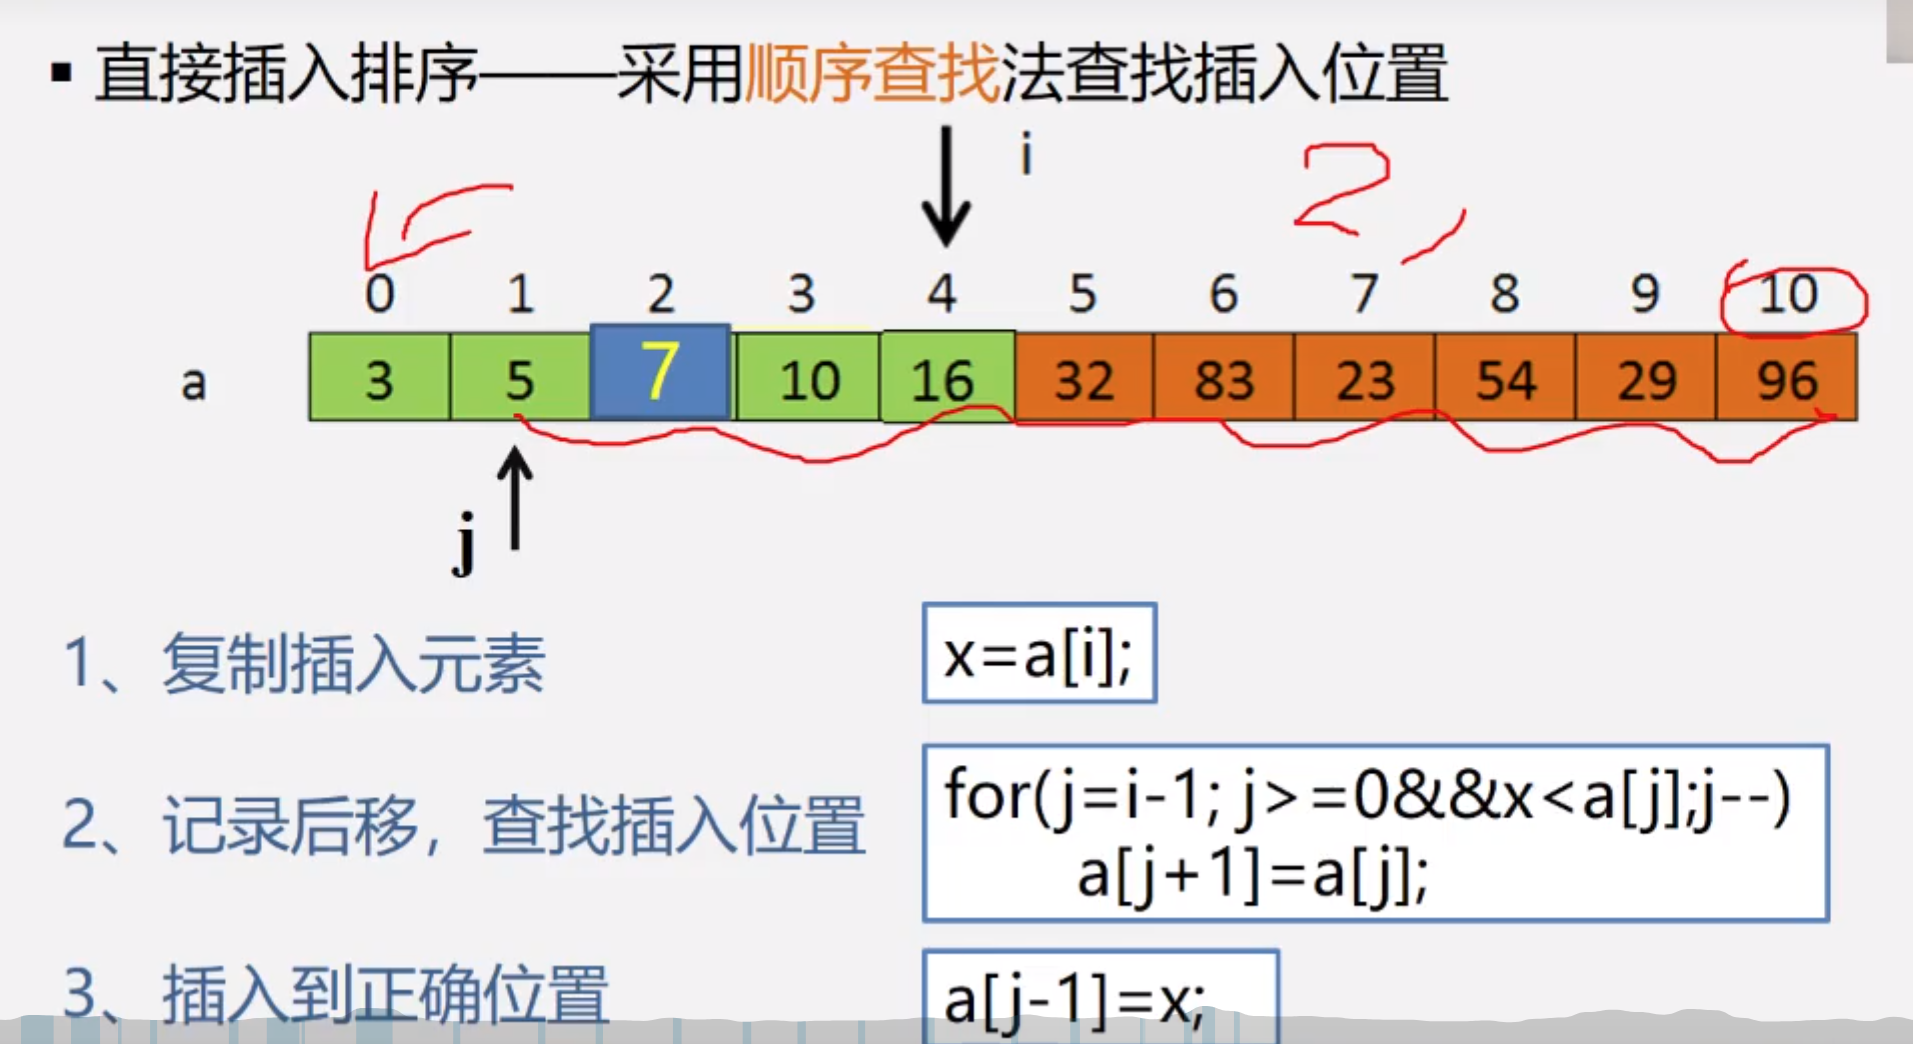 ▪ 直接插入排序——采用顺序查找法查找插入位置
i
2,
0 1 2 3 4 5 6 7 8 9 10
a 3 5 7 10 16 32 83 23 54 29 96
j
1、复制插入元素 x=a[i];
2、记录后移，查找插入位置 for(j=i-1; j>=0&&x<a[j];j--)
a[j+1]=a[j];
3、插入到正确位置 a[j-1]=x;